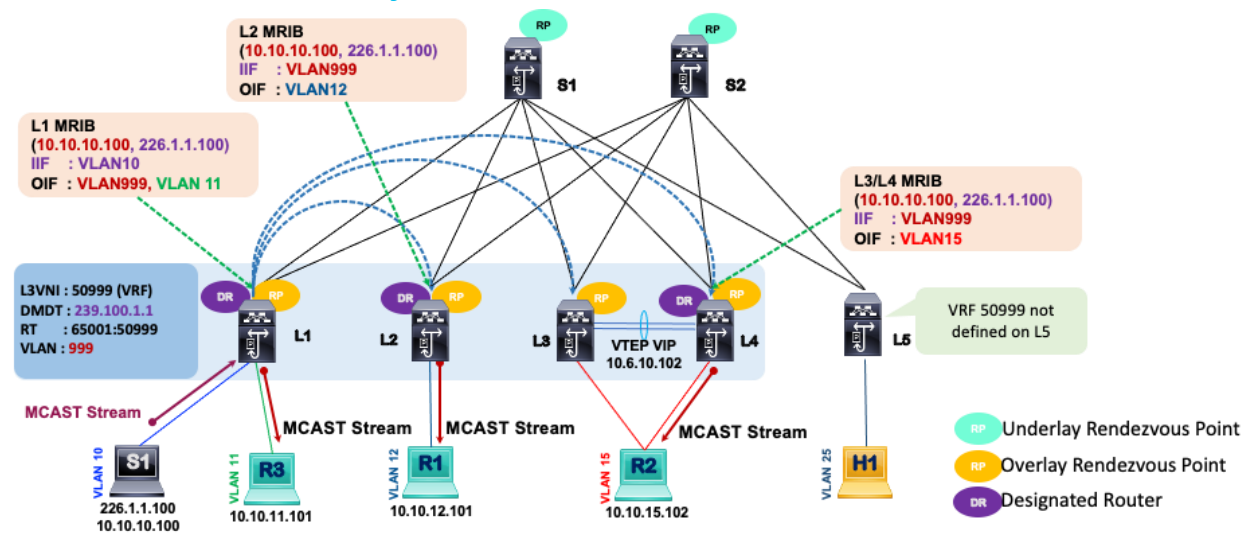 RP
RP
S1
S2
L2 MRIB
(10.10.10.100, 226.1.1.100)
IIF : VLAN999
OIF : VLAN12
L1 MRIB
(10.10.10.100, 226.1.1.100)
IIF : VLAN10
OIF : VLAN999, VLAN 11
L3/L4 MRIB
(10.10.10.100, 226.1.1.100)
IIF : VLAN999
OIF : VLAN15
L3VNI : 50999 (VRF)
DMDT : 239.100.1.1
RT : 65001:50999
VLAN : 999
DR
RP
L1
DR
RP
L2
RP
L3
DR
RP
L4
VTEP VIP
10.6.10.102
L5
VRF 50999 not
defined on L5
MCAST Stream
MCAST Stream
MCAST Stream
MCAST Stream
VLAN 10
S1
226.1.1.100
10.10.10.100
VLAN 11
R3
10.10.11.101
VLAN 12
R1
10.10.12.101
VLAN 15
R2
10.10.15.102
VLAN 25
H1
RP Underlay Rendezvous Point
RP Overlay Rendezvous Point
DR Designated Router